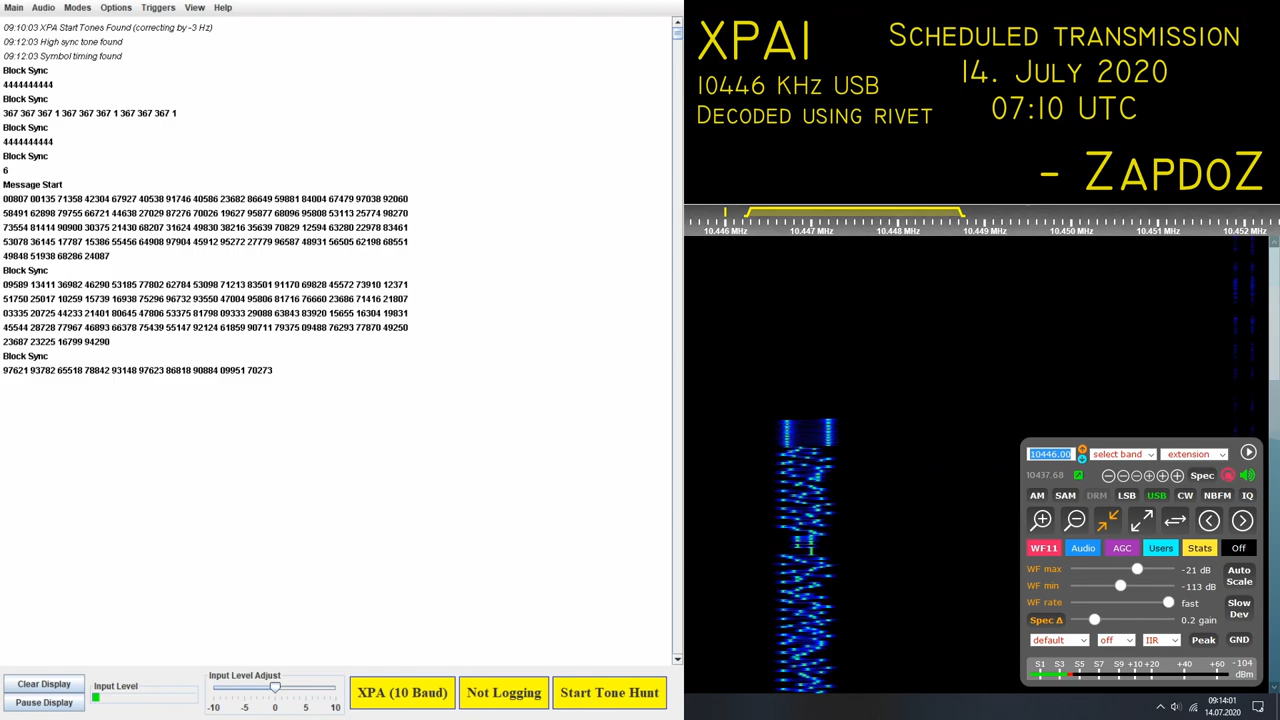 Main Audio Modes Options Triggers View Help
09:10:03 XPA Start Tones Found (correcting by -3 Hz)
09:12:03 High sync tone found
09:12:03 Symbol timing found
Block Sync
4444444444
Block Sync
367 367 367 1 367 367 367 1 367 367 367 1
Block Sync
4444444444
Block Sync
6
Message Start
00807 00135 71358 42304 67927 40538 91746 40586 23682 86649 59881 84004 67479 97038 92060
58491 62898 79755 66721 44638 27029 87276 70026 19627 95877 68096 95808 53113 25774 98270
73554 81414 90900 30375 21430 68207 31624 49830 38216 35639 70829 12594 63280 22978 83461
53078 36145 17787 15386 55456 64908 97904 45912 95272 27779 96587 48931 56505 62198 68551
49848 51938 68286 24087
Block Sync
09589 13411 36982 46290 53185 77802 62784 53098 71213 83501 91170 69828 45572 73910 12371
51750 25017 10259 15739 16938 75296 96732 93550 47004 95806 81716 76660 23686 71416 21807
03335 20725 44233 21401 80645 47806 53375 81798 09333 29088 63843 83920 15655 16304 19831
45544 28728 77967 46893 66378 75439 55147 92124 61859 90711 79375 09488 76293 77870 49250
23687 23225 16799 94290
Block Sync
97621 93782 65518 78842 93148 97623 86818 90884 09951 70273
Clear Display
Pause Display
Input Level
Input Level Adjust
-10 -5 0 5 10
XPA (10 Baud)
Not Logging
Start Tone Hunt
XPA1
10446 KHz USB
Decoded using rivet
Scheduled transmission
14. July 2020
07:10 UTC
- ZapdoZ
10.446 MHz 10.447 MHz 10.448 MHz 10.449 MHz 10.450 MHz 10.451 MHz 10.452 MHz
10446.00 select band extension
10437.68 Spec
AM SAM DRM LSB USB CW NBFM IQ
WF11 Audio AGC Users Stats Off
WF max -21 dB Auto Scale
WF min -113 dB
WF rate fast Slow Dev
Spec Δ 0.2 gain
default off IIR Peak GND
S1 S3 S5 S7 S9 +10 +20 +40 +60 -104 dBm
09:14:01
14.07.2020